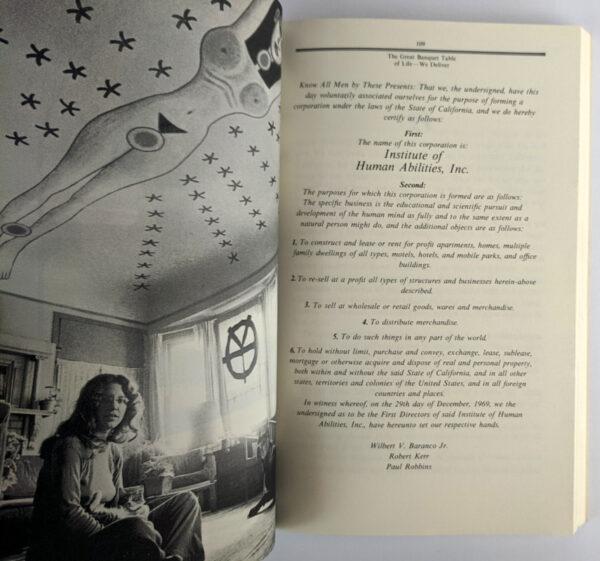 109
The Great Banquet Table
of Life—We Deliver
Know All Men by These Presents: That we, the undersigned, have this
day voluntarily associated ourselves for the purpose of forming a
corporation under the laws of the State of California, and we do hereby
certify as follows:
First:
The name of this corporation is:
Institute of
Human Abilities, Inc.
Second:
The purposes for which this corporation is formed are as follows:
The specific business is the educational and scientific pursuit and
development of the human mind as fully and to the same extent as a
natural person might do, and the additional objects are as follows:
1. To construct and lease or rent for profit apartments, homes, multiple
family dwellings of all types, motels, hotels, and mobile parks, and office
buildings.
2. To re-sell at a profit all types of structures and businesses herein-above
described.
3. To sell at wholesale or retail goods, wares and merchandise.
4. To distribute merchandise.
5. To do such things in any part of the world.
6. To hold without limit, purchase and convey, exchange, lease, sublease,
mortgage or otherwise acquire and dispose of real and personal property,
both within and without the said State of California, and in all other
states, territories and colonies of the United States, and in all foreign
countries and places.
In witness whereof, on the 29th day of December, 1969, we the
undersigned as to be the First Directors of said Institute of Human
Abilities, Inc., have hereunto set our respective hands.
Wilbert V. Baranco Jr.
Robert Kerr
Paul Robbins